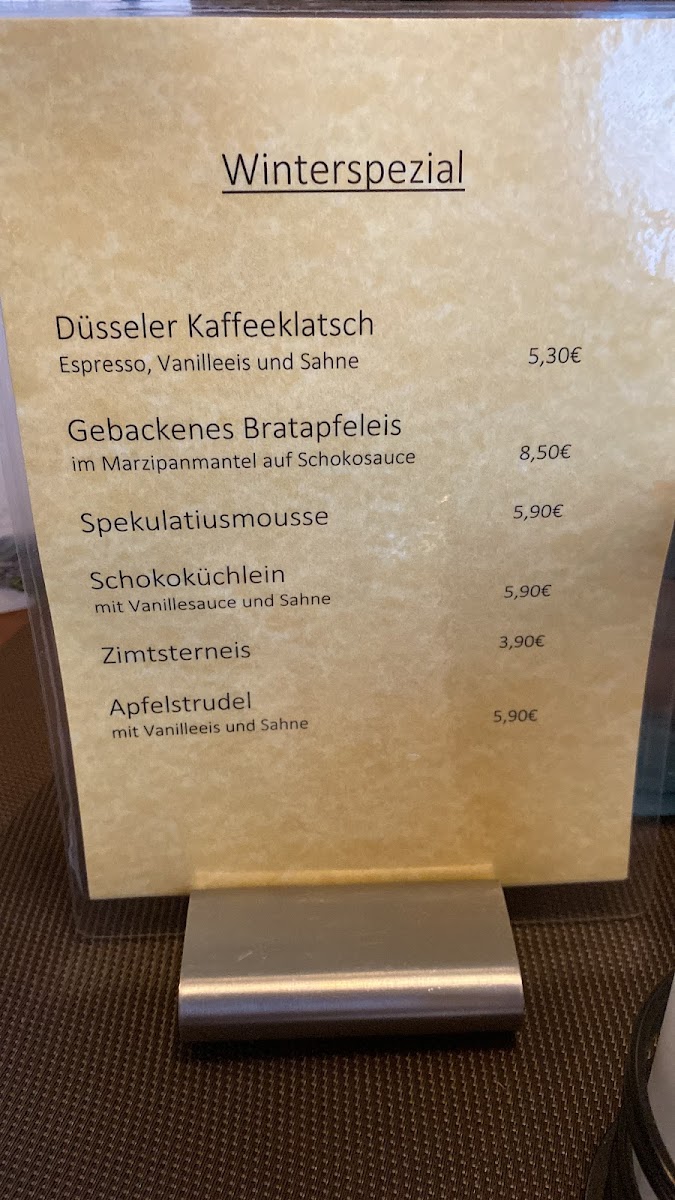 Winterspezial
Düsseler Kaffeeklatsch
Espresso, Vanilleeis und Sahne 5,30€
Gebackenes Bratapfeleis
im Marzipanmantel auf Schokosauce 8,50€
Spekulatiusmousse 5,90€
Schokoküchlein
mit Vanillesauce und Sahne 5,90€
Zimtsterneis 3,90€
Apfelstrudel
mit Vanilleeis und Sahne 5,90€